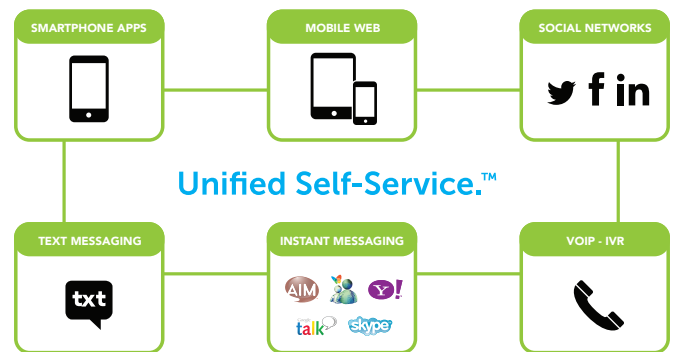 SMARTPHONE APPS
MOBILE WEB
SOCIAL NETWORKS
f in
Unified Self-Service.™
TEXT MESSAGING
INSTANT MESSAGING
VOIP - IVR
txt
AIM
Y!
talk
skype